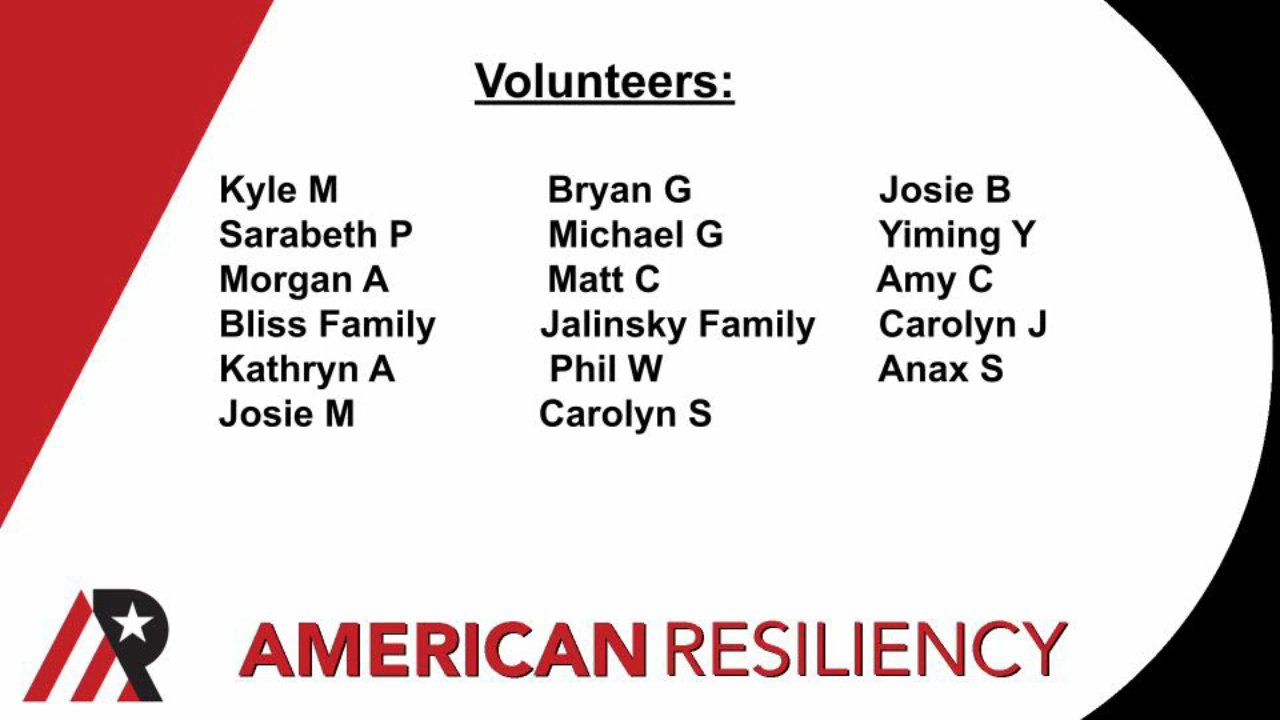 Volunteers:
Kyle M Bryan G Josie B
Sarabeth P Michael G Yiming Y
Morgan A Matt C Amy C
Bliss Family Jalinsky Family Carolyn J
Kathryn A Phil W Anax S
Josie M Carolyn S
AR
AMERICAN RESILIENCY